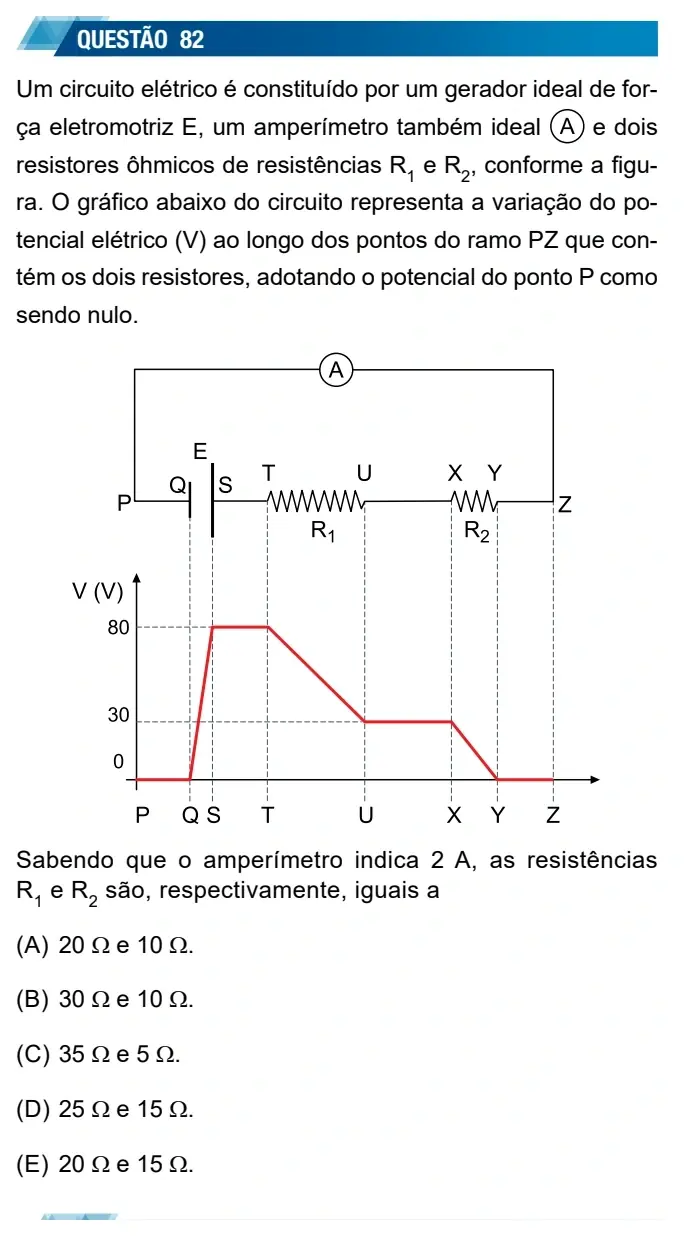 QUESTÃO 82
Um circuito elétrico é constituído por um gerador ideal de for-
ça eletromotriz E, um amperímetro também ideal (A) e dois
resistores ôhmicos de resistências R₁ e R₂, conforme a figu-
ra. O gráfico abaixo do circuito representa a variação do po-
tencial elétrico (V) ao longo dos pontos do ramo PZ que con-
tém os dois resistores, adotando o potencial do ponto P como
sendo nulo.
A
E
Q S T U X Y
P Z
R₁ R₂
V (V)
80
30
0
P Q S T U X Y Z
Sabendo que o amperímetro indica 2 A, as resistências
R₁ e R₂ são, respectivamente, iguais a
(A) 20 Ω e 10 Ω.
(B) 30 Ω e 10 Ω.
(C) 35 Ω e 5 Ω.
(D) 25 Ω e 15 Ω.
(E) 20 Ω e 15 Ω.